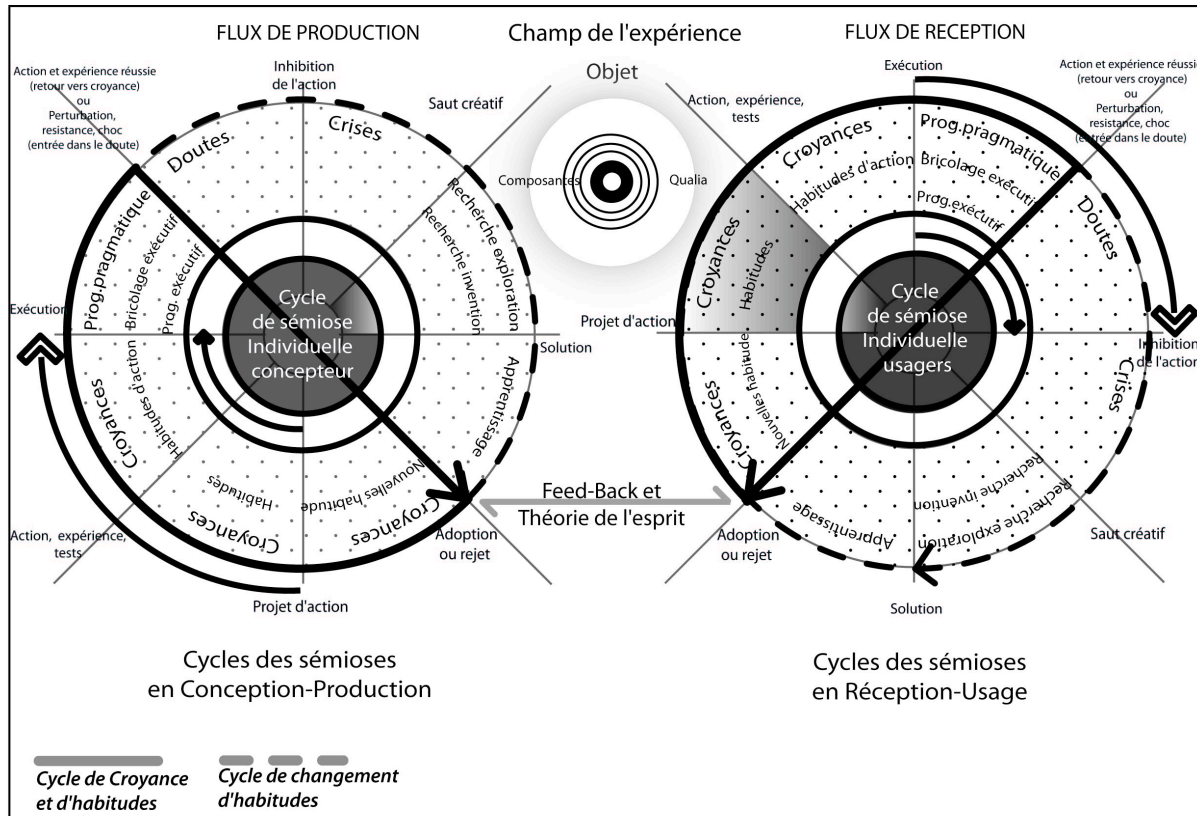 FLUX DE PRODUCTION
Champ de l'expérience
FLUX DE RECEPTION
Action et expérience réussie
(retour vers croyance)
ou
Perturbation,
resistance, choc
(entrée dans le doute)
Inhibition
de l'action
Saut créatif
Doutes
Crises
Recherche exploration
Recherche invention
Prog.pragmatique
Bricolage éxécutif
Prog. exécutif
Exécution
Cycle
de sémiose
Individuelle
concepteur
Solution
Apprentissage
Croyances
Habitudes d'action
Croyances
Habitudes
Croyances
Nouvelles habitude
Action, expérience,
tests
Projet d'action
Adoption
ou rejet
Objet
Composantes
Qualia
Feed-Back et
Théorie de l'esprit
Exécution
Action et expérience réussie
(retour vers croyance)
ou
Perturbation,
resistance, choc
(entrée dans le doute)
Action, expérience,
tests
Croyances
Habitudes d'action
Prog.pragmatique
Bricolage éxécutif
Prog.exécutif
Doutes
Croyances
Habitudes
Projet d'action
Cycle
de sémiose
Individuelle
usagers
Inhibition
de l'action
Crises
Croyances
Nouvelles habitude
Apprentissage
Recherche invention
Recherche exploration
Saut créatif
Adoption
ou rejet
Solution
Cycles des sémioses
en Conception-Production
Cycles des sémioses
en Réception-Usage
Cycle de Croyance
et d'habitudes
Cycle de changement
d'habitudes